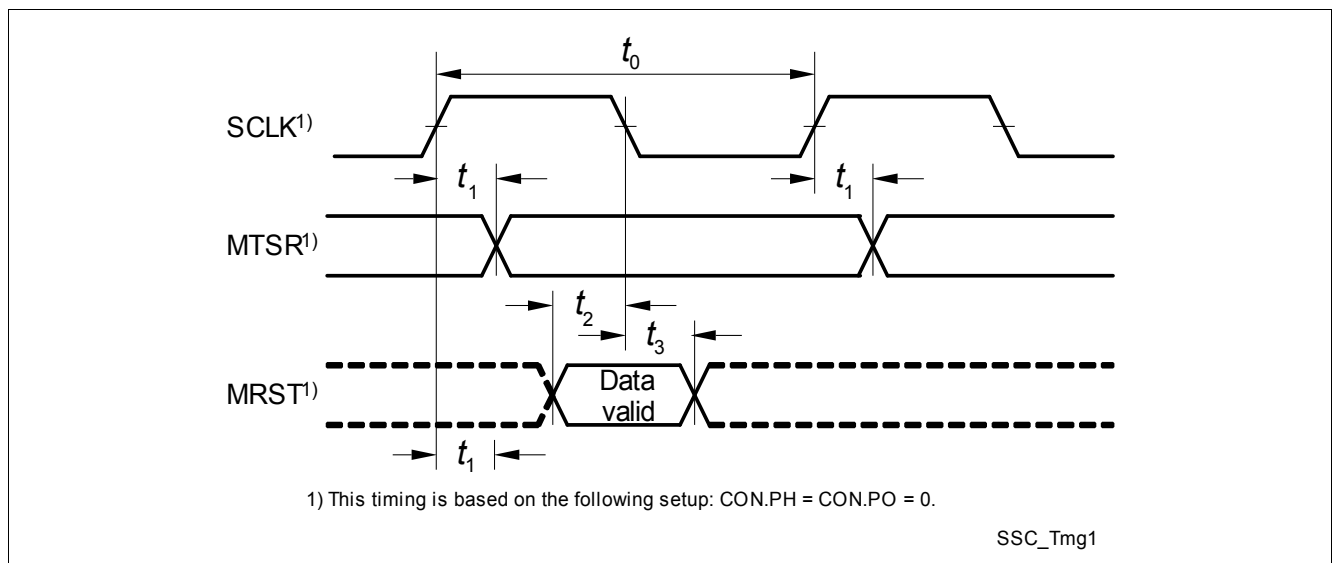 t0
SCLK1)
t1
t1
MTSR1)
t2
t3
MRST1)
Data
valid
t1
1) This timing is based on the following setup: CON.PH = CON.PO = 0.
SSC_Tmg1